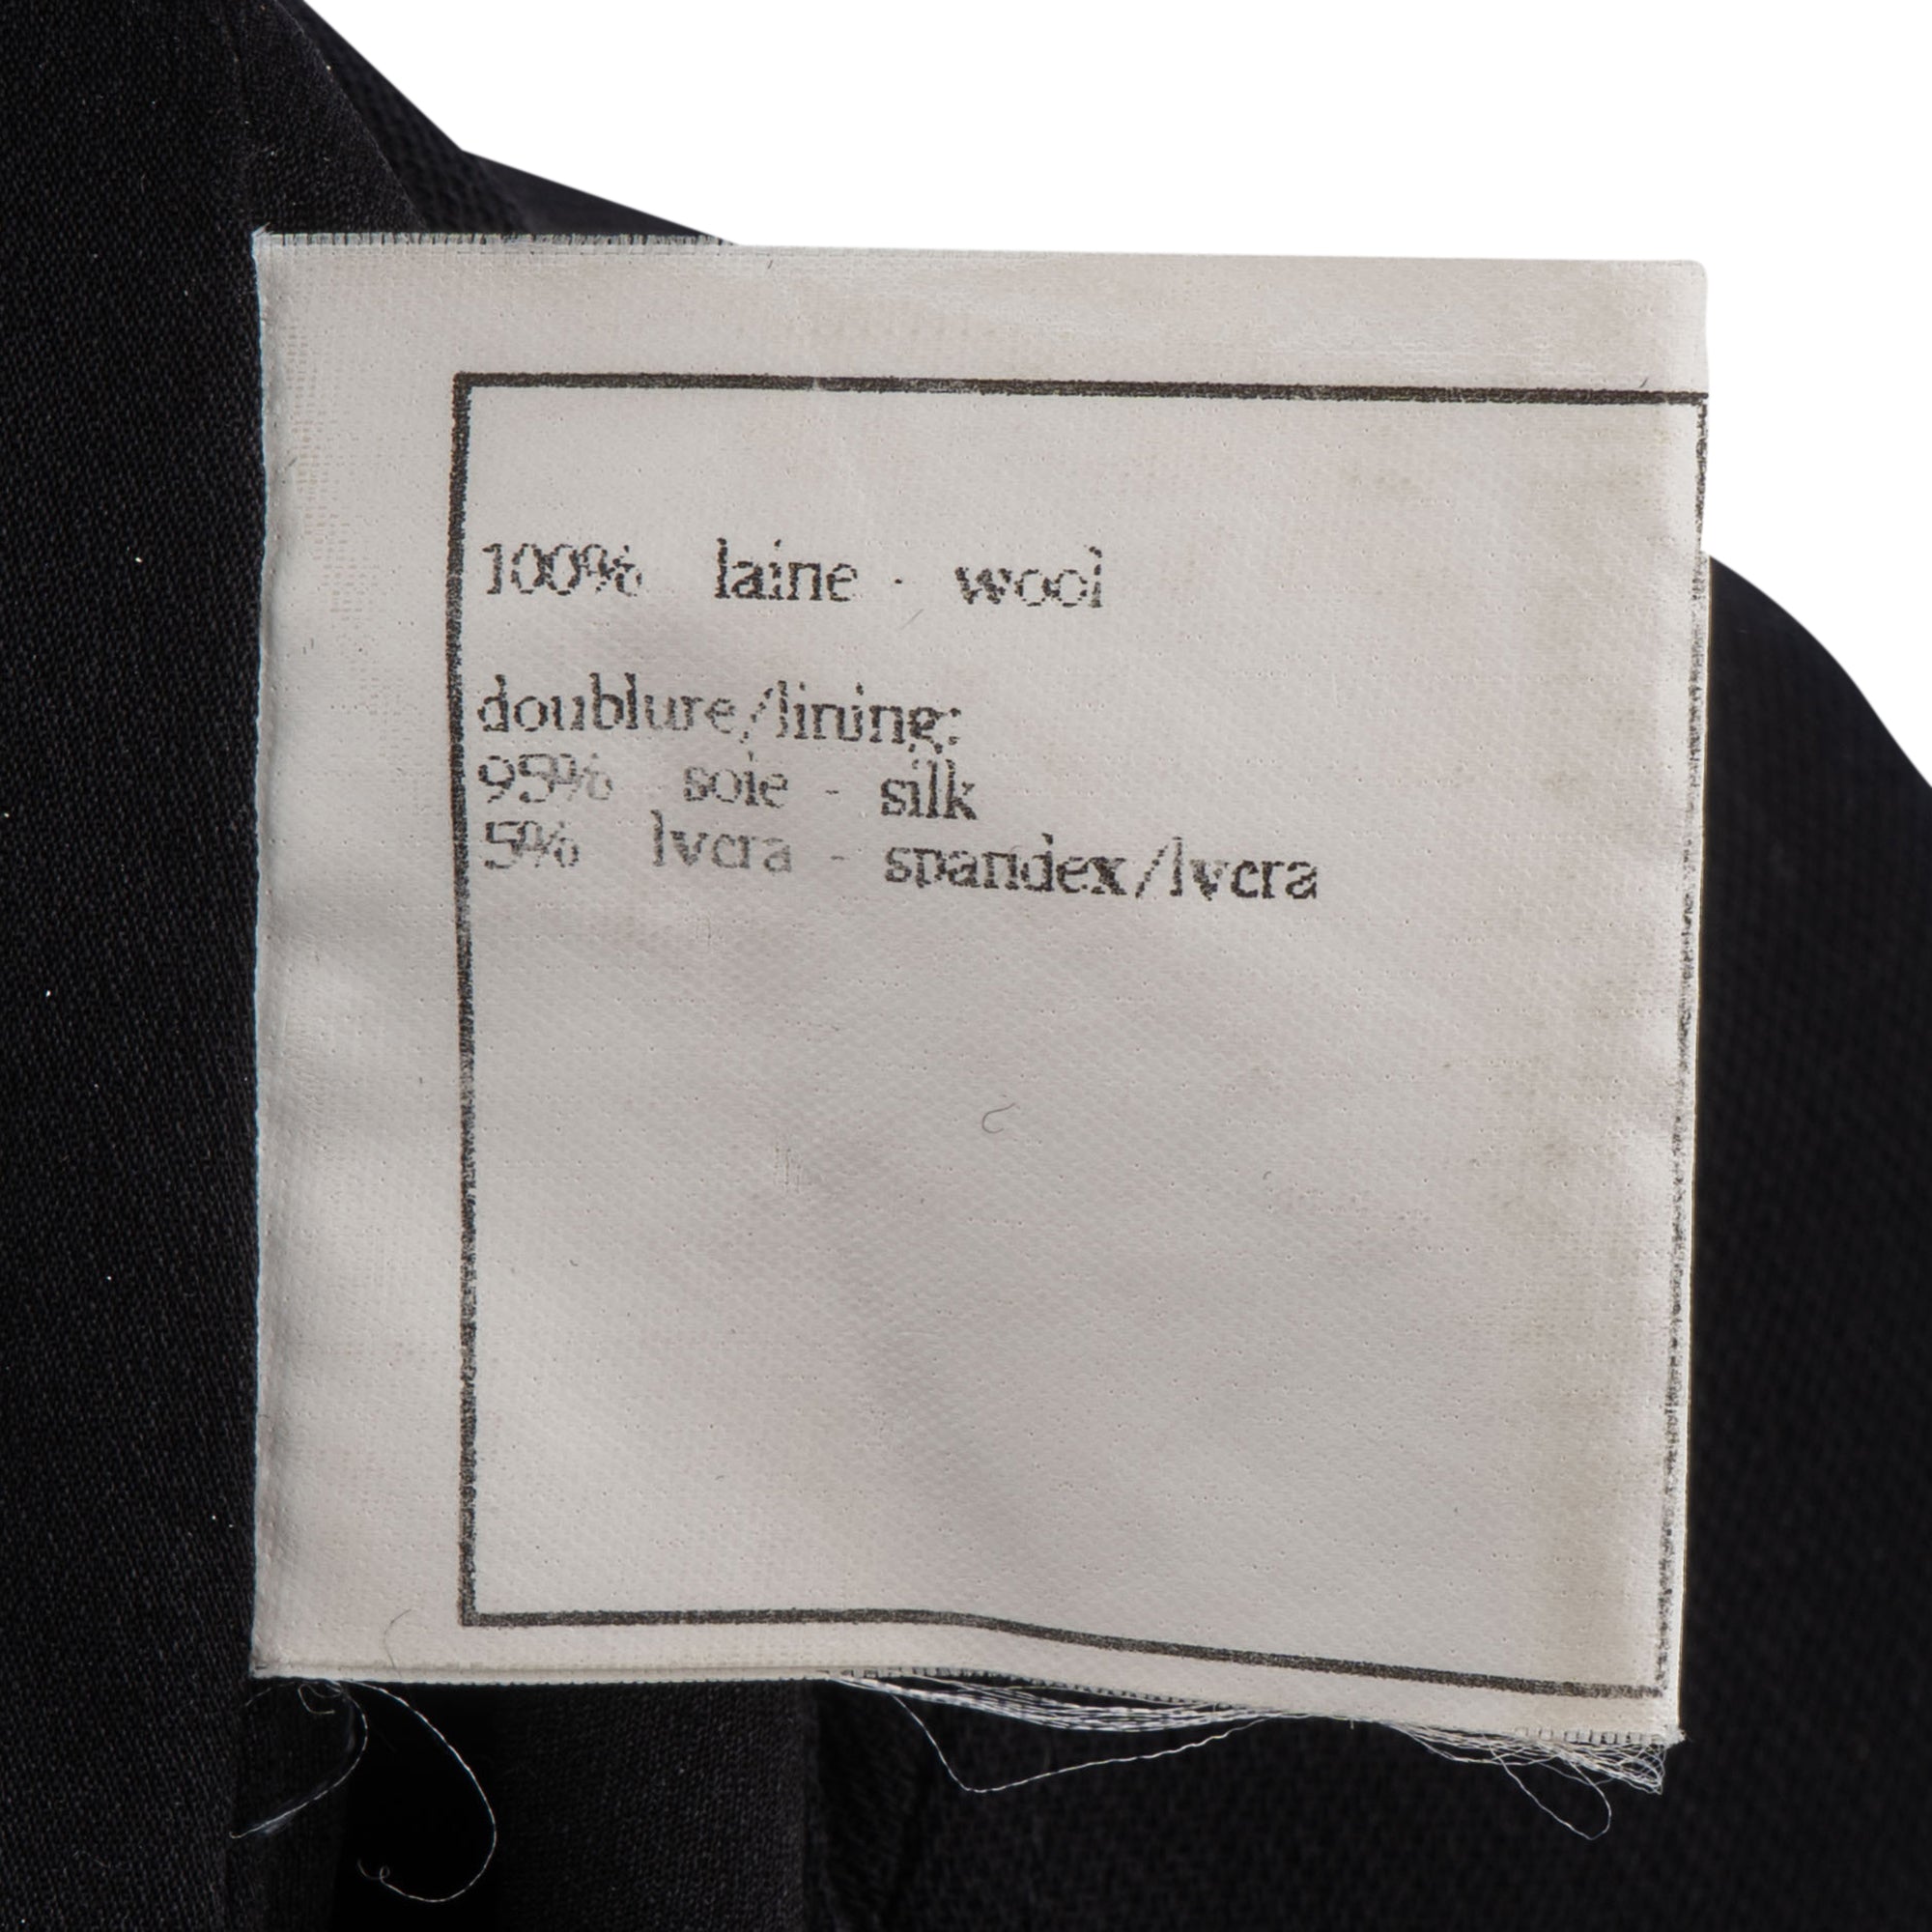 100% laine - wool
doublure/lining:
95% soie - silk
5% lycra - spandex/lycra